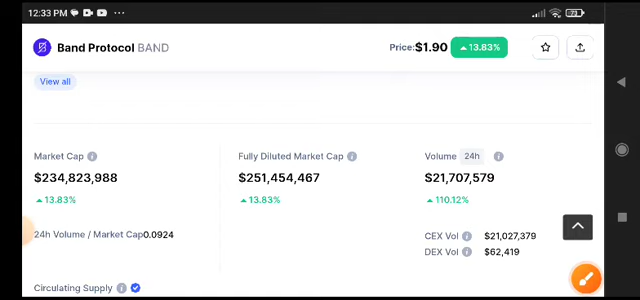 12:33 PM
72
Band Protocol BAND
Price:$1.90
13.83%
View all
Market Cap
Fully Diluted Market Cap
Volume 24h
$234,823,988
$251,454,467
$21,707,579
13.83%
13.83%
110.12%
24h Volume / Market Cap0.0924
CEX Vol $21,027,379
DEX Vol $62,419
Circulating Supply